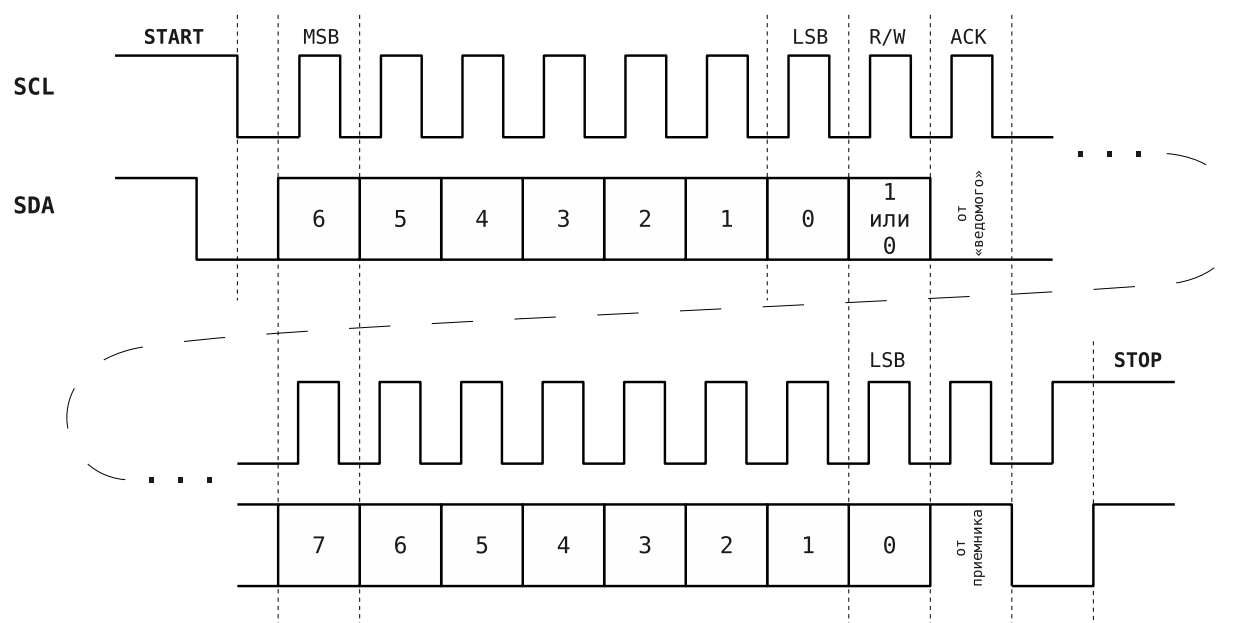 START MSB LSB R/W ACK
SCL
SDA
6 5 4 3 2 1 0 1 или 0 от «ведомого»
LSB STOP
7 6 5 4 3 2 1 0 от приемника